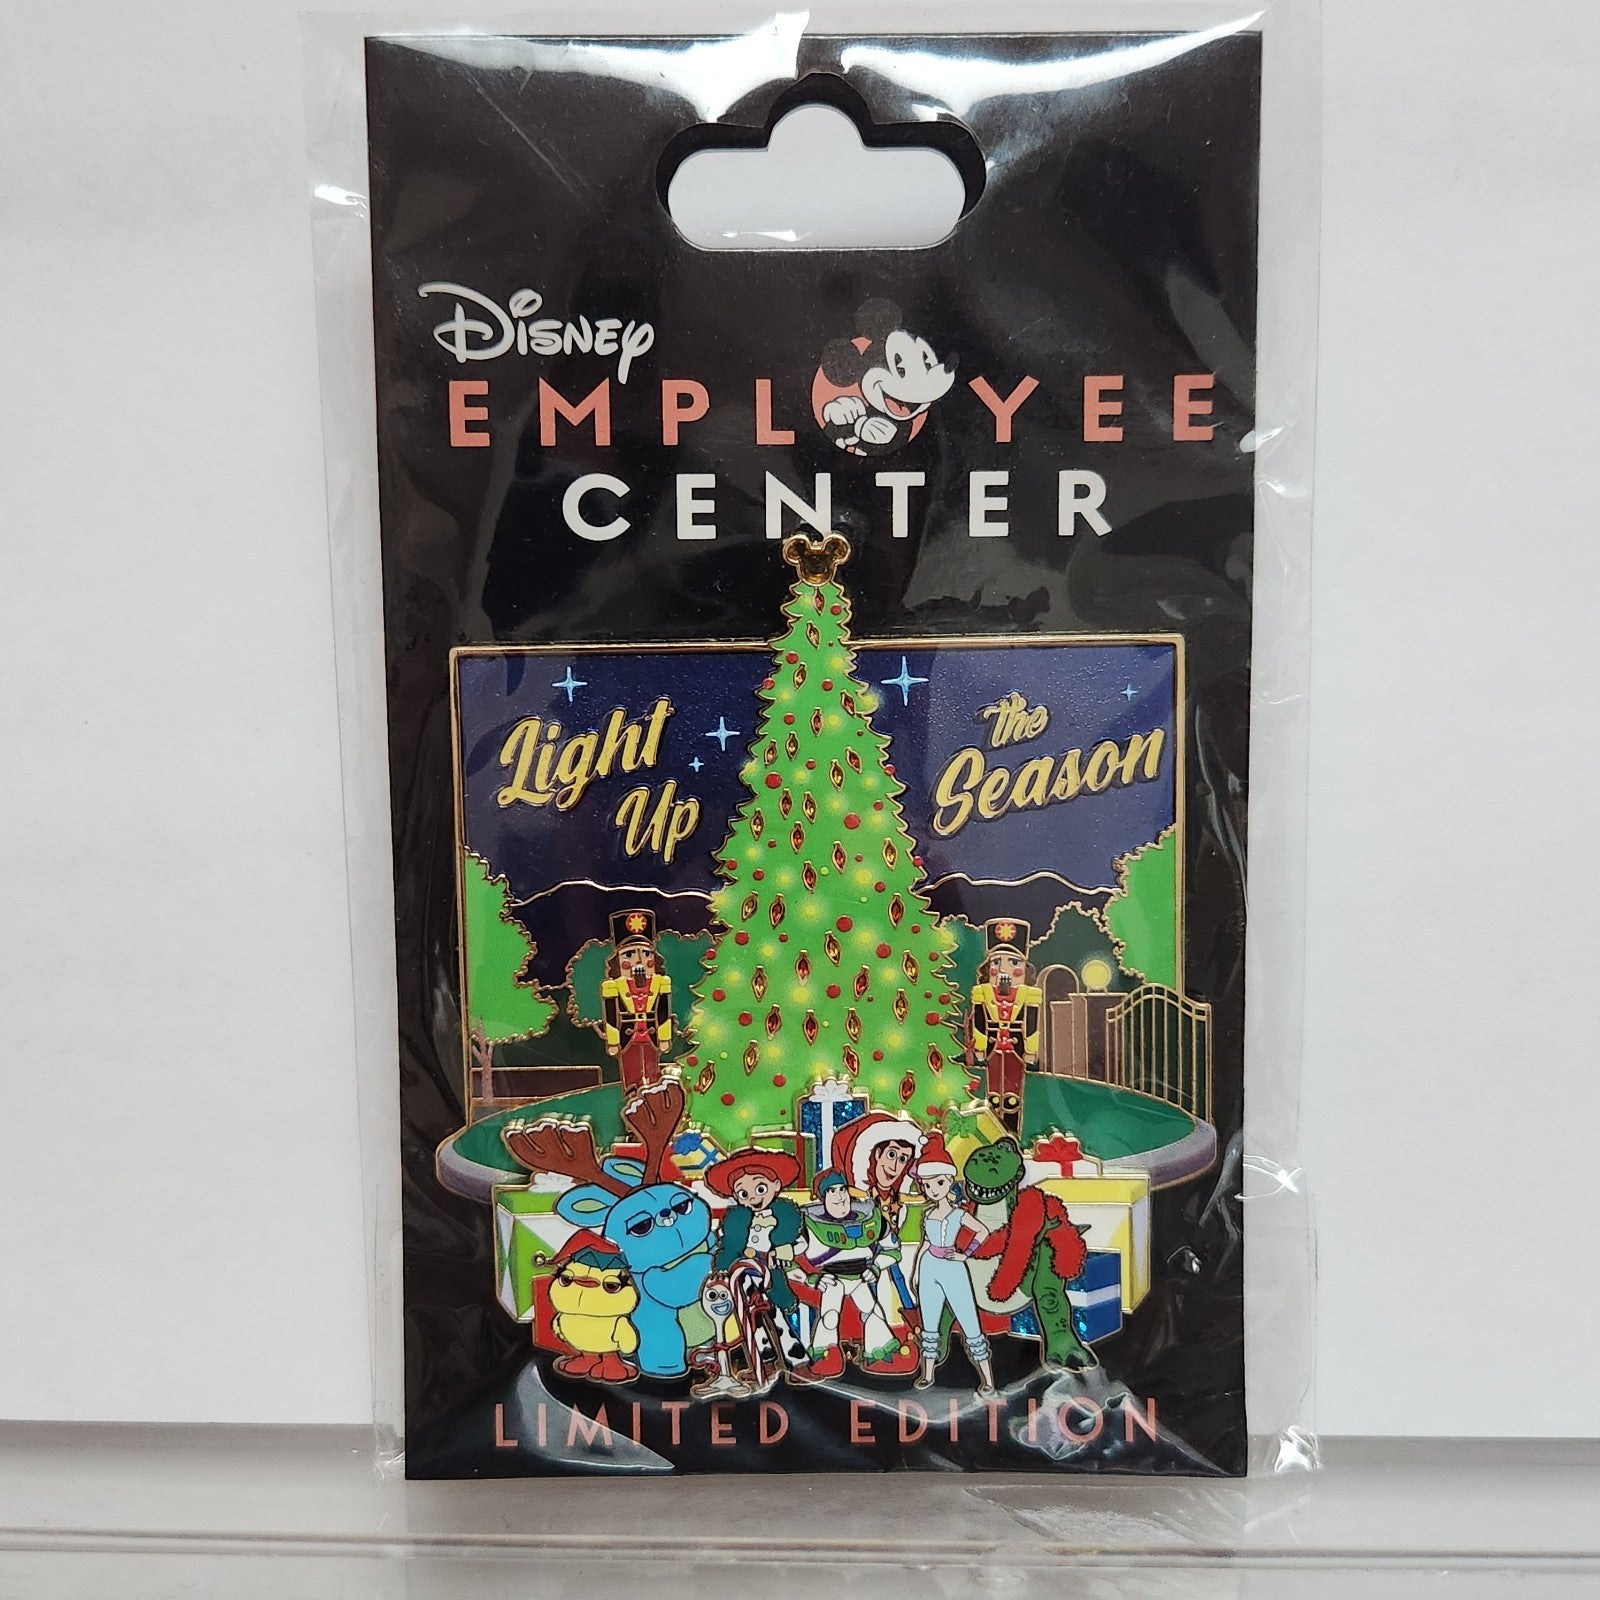 Disney
EMPLOYEE
CENTER
Light
Up
the
Season
LIMITED EDITION